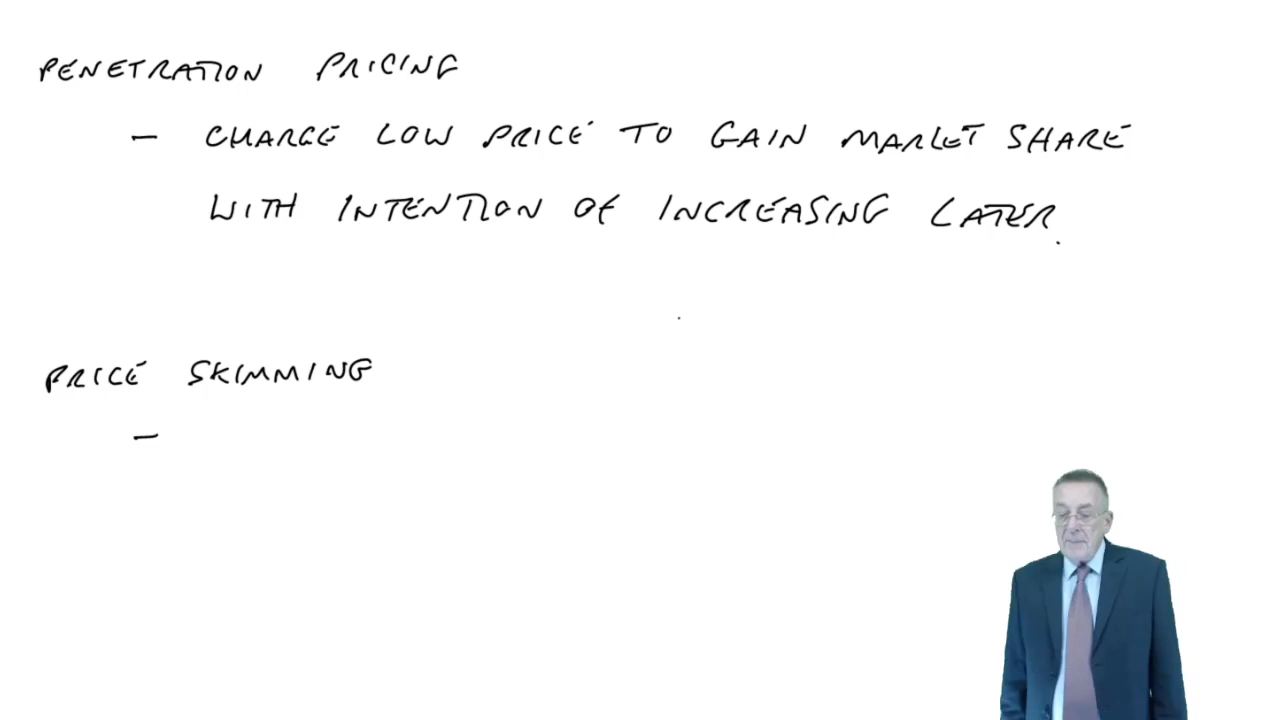 PENETRATION PRICING
- CHARGE LOW PRICE TO GAIN MARKET SHARE
WITH INTENTION OF INCREASING LATER.
PRICE SKIMMING
-